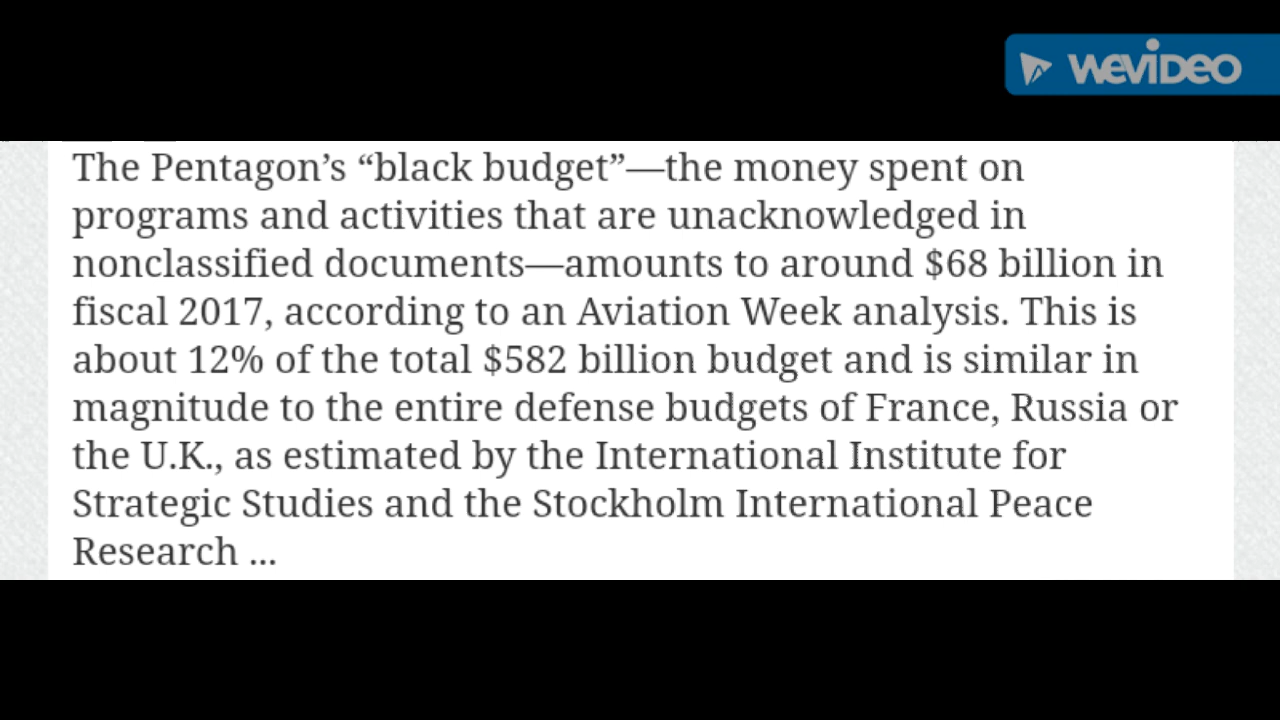 WEVIDEO
The Pentagon’s “black budget”—the money spent on
programs and activities that are unacknowledged in
nonclassified documents—amounts to around $68 billion in
fiscal 2017, according to an Aviation Week analysis. This is
about 12% of the total $582 billion budget and is similar in
magnitude to the entire defense budgets of France, Russia or
the U.K., as estimated by the International Institute for
Strategic Studies and the Stockholm International Peace
Research ...